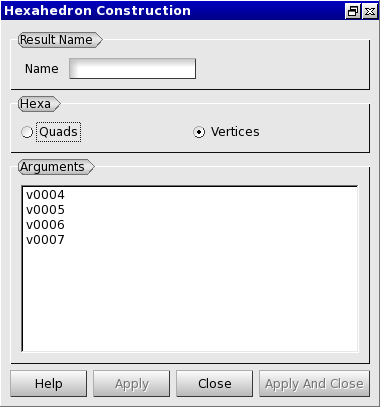 Hexahedron Construction
Result Name
Name
Hexa
Quads Vertices
Arguments
v0004
v0005
v0006
v0007
Help Apply Close Apply And Close